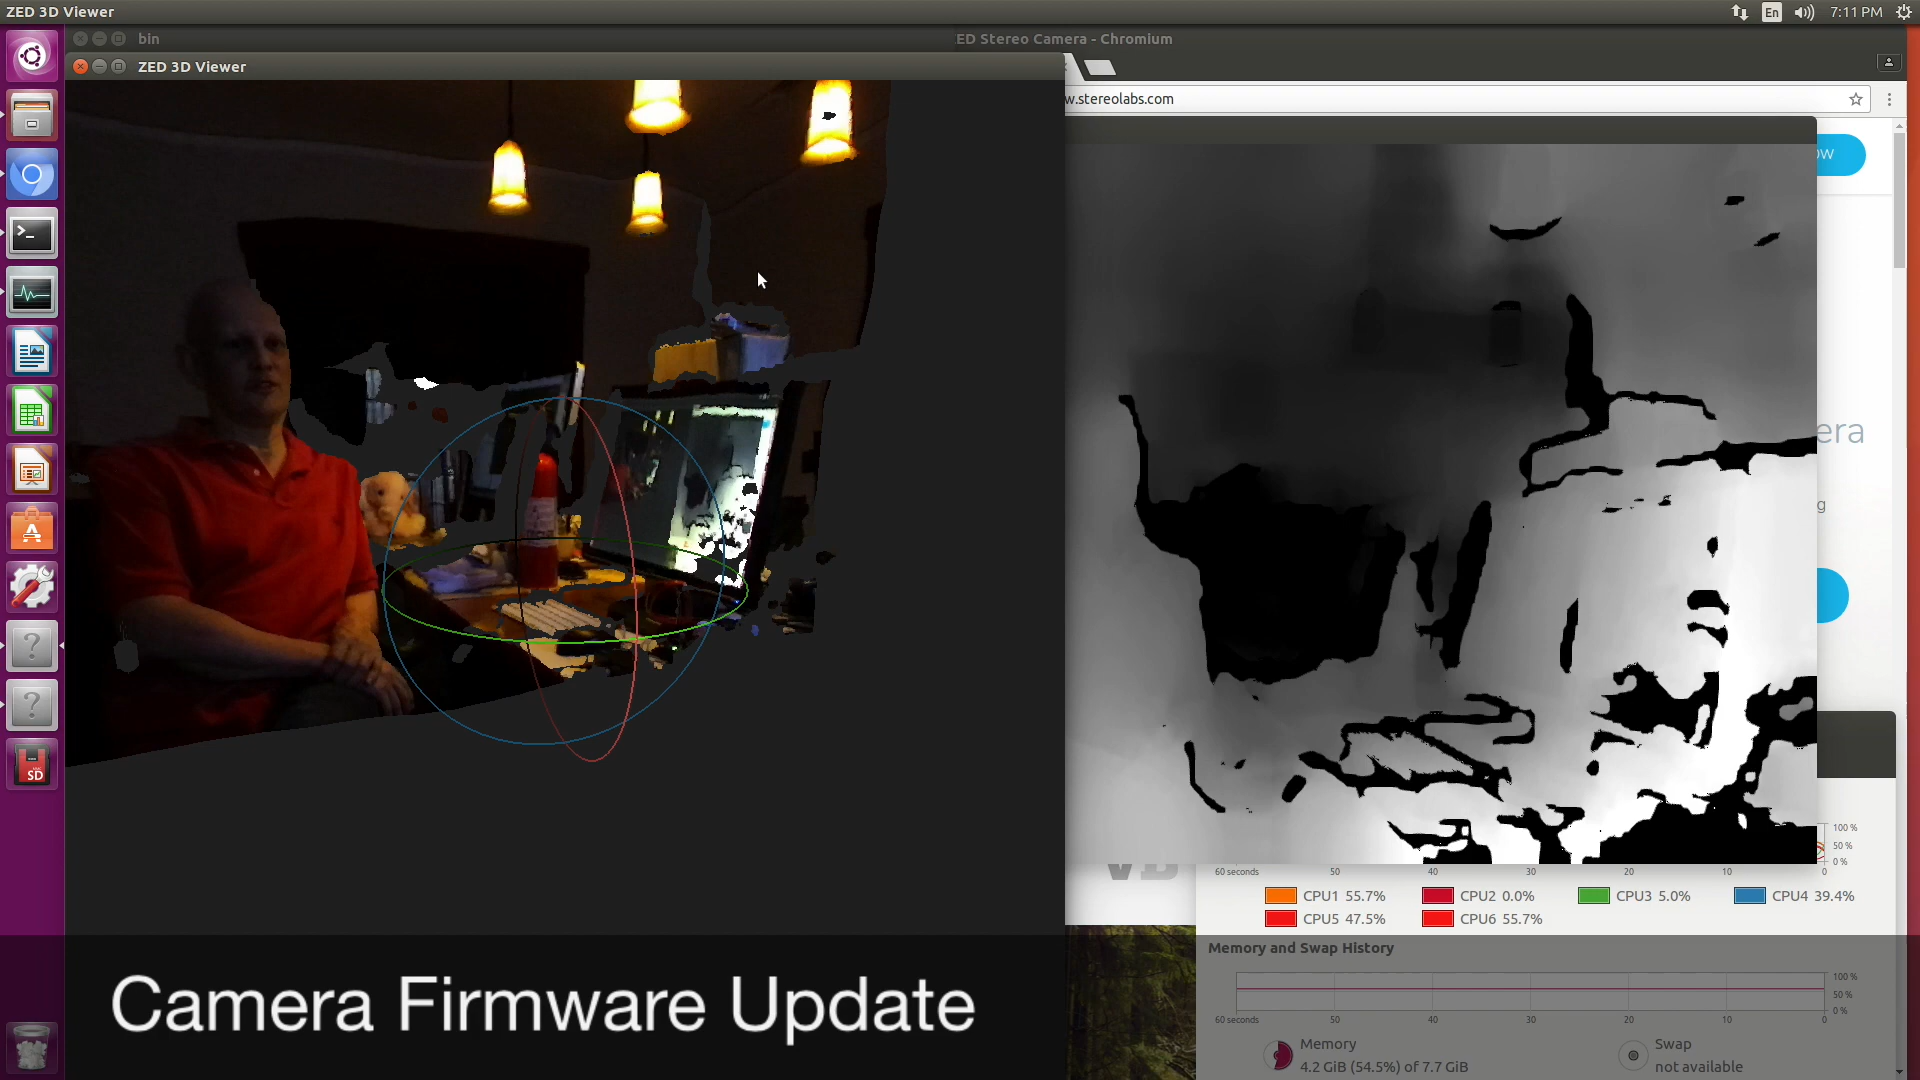 ZED 3D Viewer
En
7:11 PM
bin
ED Stereo Camera - Chromium
ZED 3D Viewer
w.stereolabs.com
OW
era
g
SD
100 %
50 %
0 %
60 seconds 50 40 30 20 10 0
CPU1 55.7% CPU2 0.0% CPU3 5.0% CPU4 39.4%
CPU5 47.5% CPU6 55.7%
Memory and Swap History
100 %
50 %
0 %
60 seconds 50 40 30 20 10 0
Memory
4.2 GiB (54.5%) of 7.7 GiB
Swap
not available
Camera Firmware Update